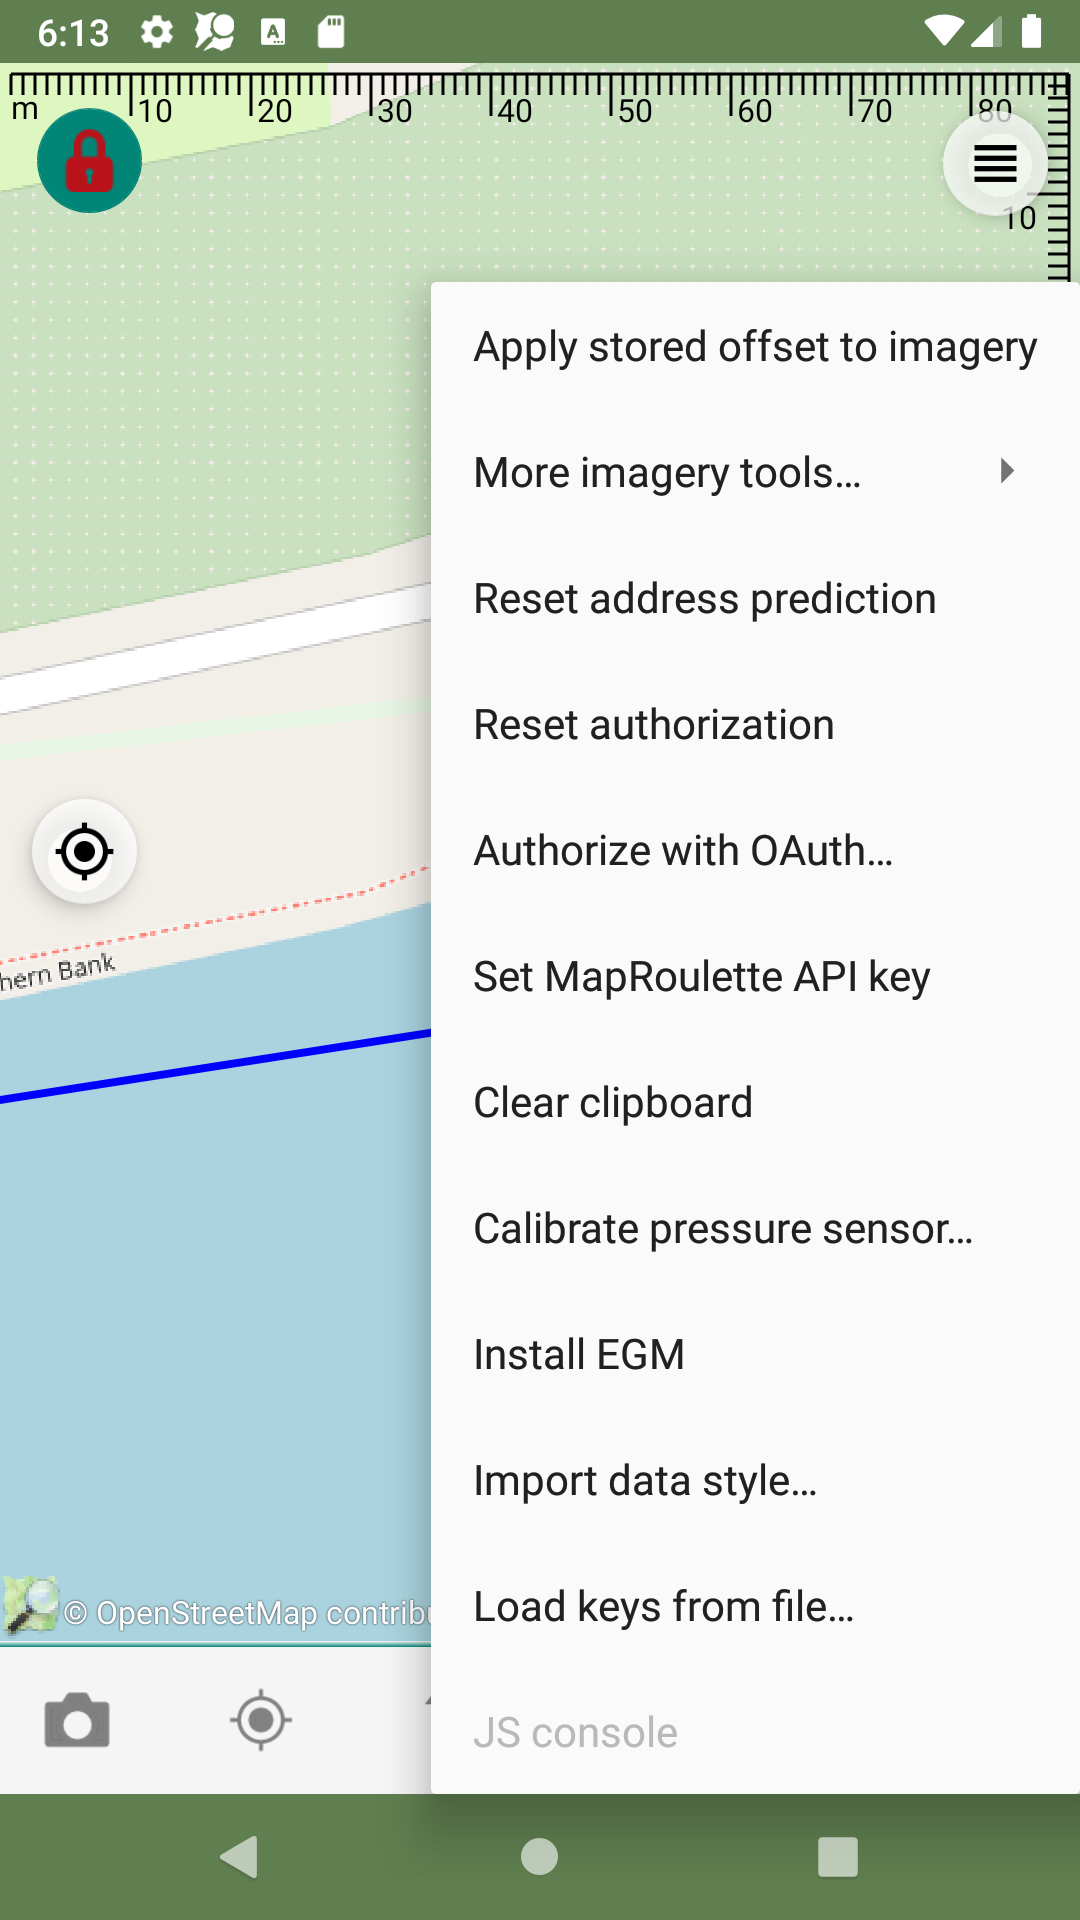 6:13
m 10 20 30 40 50 60 70 80
10
Apply stored offset to imagery
More imagery tools...
Reset address prediction
Reset authorization
Authorize with OAuth...
hern Bank
Set MapRoulette API key
Clear clipboard
Calibrate pressure sensor...
Install EGM
Import data style...
© OpenStreetMap contribu
Load keys from file...
JS console